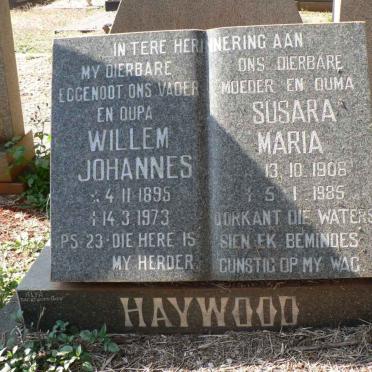 IN TERE HERINNERING AAN
MY DIERBARE
EGGENOOT ONS VADER
EN OUPA
WILLEM
JOHANNES
4·11·1895
14·3·1973
PS·23·DIE HERE IS
MY HERDER
ONS DIERBARE
MOEDER EN OUMA
SUSARA
MARIA
13·10·1908
5·1·1985
DORKANT DIE WATERS
SIEN EK BEMINDES
GUNSTIG OP MY WAG
HAYWOOD